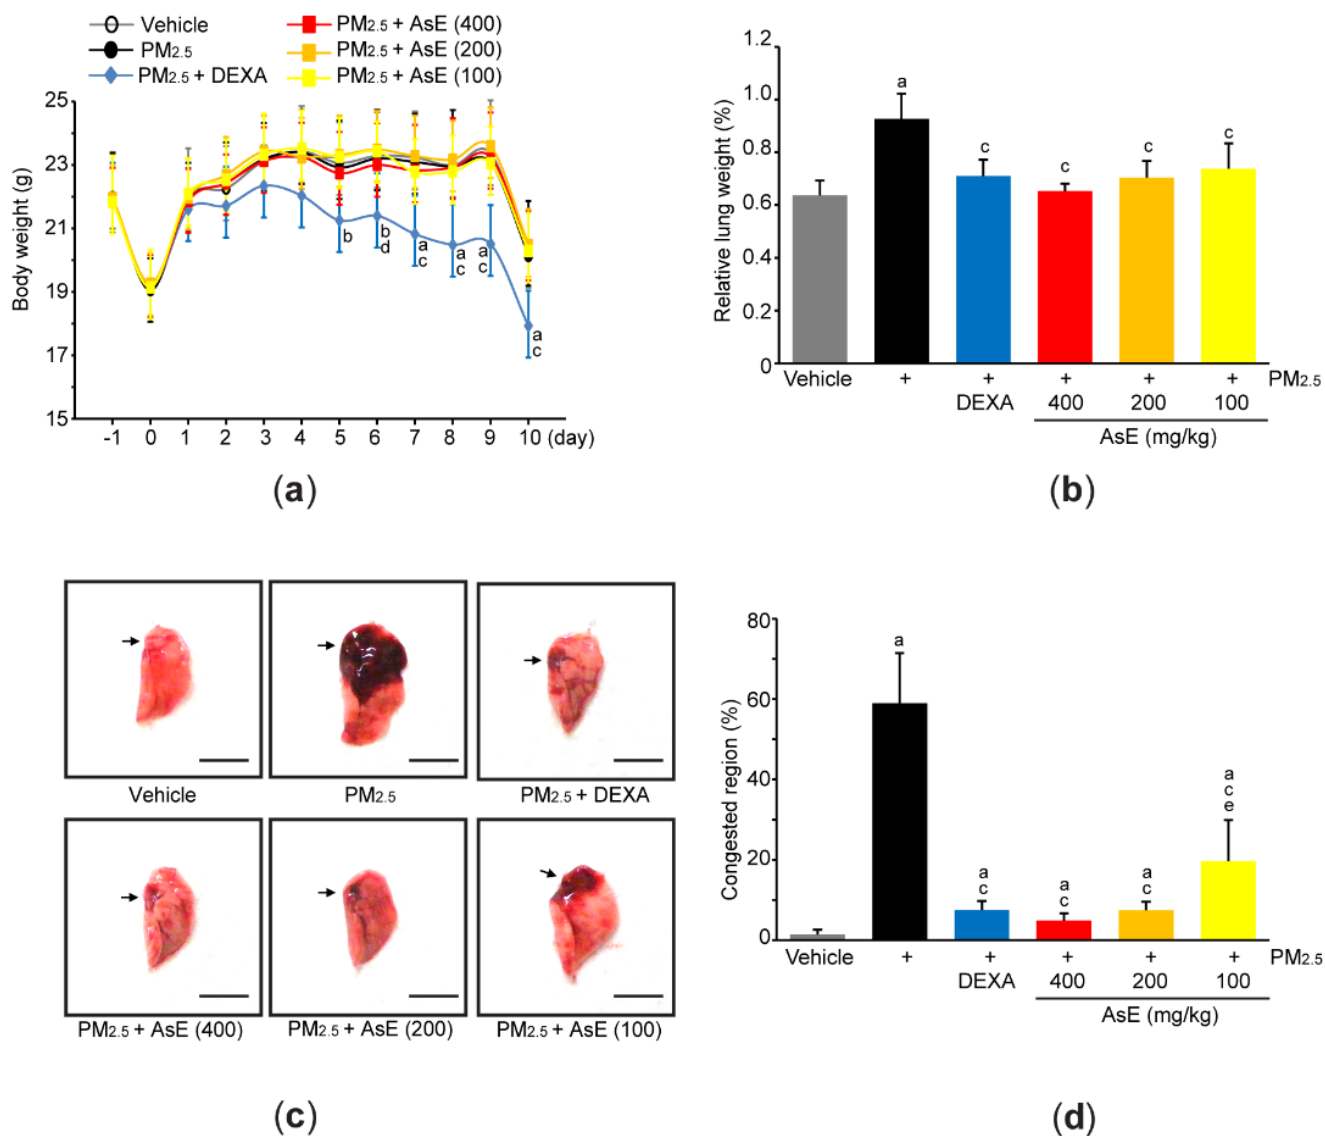 Vehicle
PM2.5
PM2.5 + DEXA
PM2.5 + AsE (400)
PM2.5 + AsE (200)
PM2.5 + AsE (100)
Body weight (g)
25
23
21
19
17
15
b
b
d
a
c
a
c
a
c
a
c
-1 0 1 2 3 4 5 6 7 8 9 10 (day)
(a)
Relative lung weight (%)
1.2
1.0
0.8
0.6
0.4
0.2
0
a
c
c
c
c
Vehicle + + + + + PM2.5
DEXA 400 200 100
AsE (mg/kg)
(b)
Vehicle
PM2.5
PM2.5 + DEXA
PM2.5 + AsE (400)
PM2.5 + AsE (200)
PM2.5 + AsE (100)
(c)
Congested region (%)
80
60
40
20
0
a
a
c
a
c
a
c
a
c
e
Vehicle + + + + + PM2.5
DEXA 400 200 100
AsE (mg/kg)
(d)